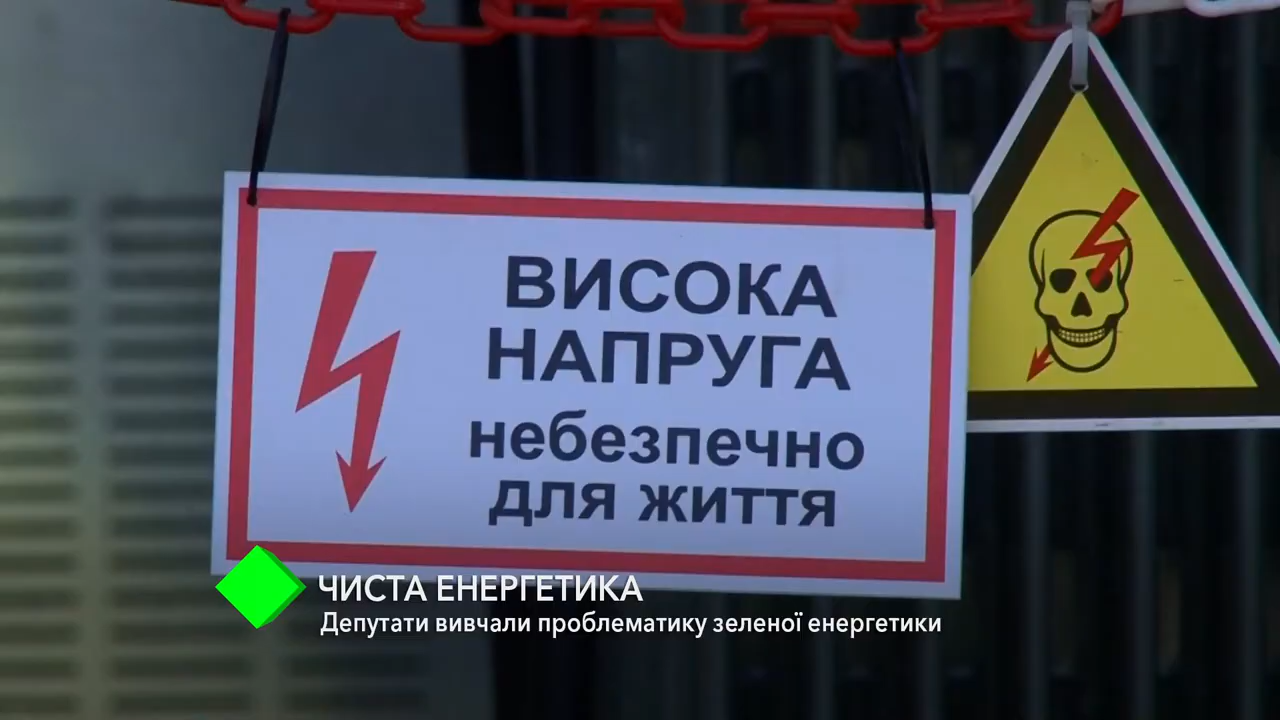 ВИСОКА
НАПРУГА
небезпечно
для життя
ЧИСТА ЕНЕРГЕТИКА
Депутати вивчали проблематику зеленої енергетики